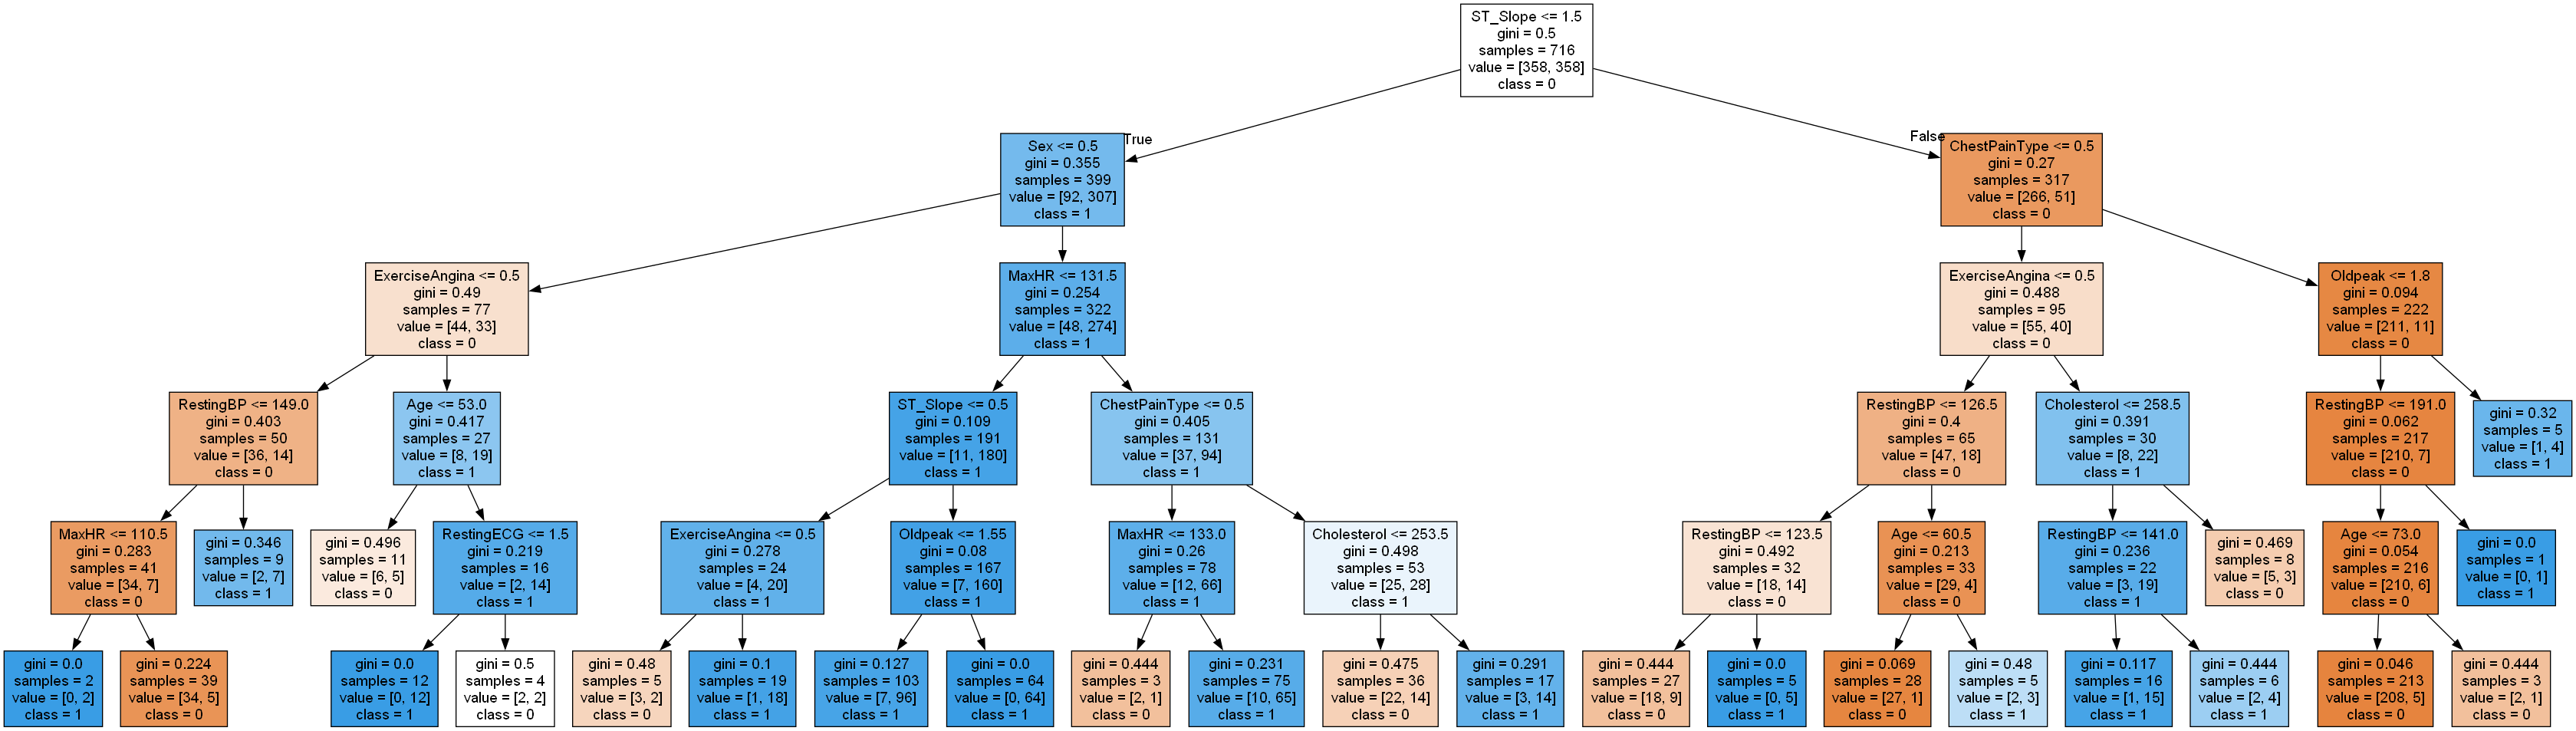 ST_Slope <= 1.5
gini = 0.5
samples = 716
value = [358, 358]
class = 0
True
False
Sex <= 0.5
gini = 0.355
samples = 399
value = [92, 307]
class = 1
ChestPainType <= 0.5
gini = 0.27
samples = 317
value = [266, 51]
class = 0
ExerciseAngina <= 0.5
gini = 0.49
samples = 77
value = [44, 33]
class = 0
MaxHR <= 131.5
gini = 0.254
samples = 322
value = [48, 274]
class = 1
ExerciseAngina <= 0.5
gini = 0.488
samples = 95
value = [55, 40]
class = 0
Oldpeak <= 1.8
gini = 0.094
samples = 222
value = [211, 11]
class = 0
RestingBP <= 149.0
gini = 0.403
samples = 50
value = [36, 14]
class = 0
Age <= 53.0
gini = 0.417
samples = 27
value = [8, 19]
class = 1
ST_Slope <= 0.5
gini = 0.109
samples = 191
value = [11, 180]
class = 1
ChestPainType <= 0.5
gini = 0.405
samples = 131
value = [37, 94]
class = 1
RestingBP <= 126.5
gini = 0.4
samples = 65
value = [47, 18]
class = 0
Cholesterol <= 258.5
gini = 0.391
samples = 30
value = [8, 22]
class = 1
RestingBP <= 191.0
gini = 0.062
samples = 217
value = [210, 7]
class = 0
gini = 0.32
samples = 5
value = [1, 4]
class = 1
MaxHR <= 110.5
gini = 0.283
samples = 41
value = [34, 7]
class = 0
gini = 0.346
samples = 9
value = [2, 7]
class = 1
gini = 0.496
samples = 11
value = [6, 5]
class = 0
RestingECG <= 1.5
gini = 0.219
samples = 16
value = [2, 14]
class = 1
ExerciseAngina <= 0.5
gini = 0.278
samples = 24
value = [4, 20]
class = 1
Oldpeak <= 1.55
gini = 0.08
samples = 167
value = [7, 160]
class = 1
MaxHR <= 133.0
gini = 0.26
samples = 78
value = [12, 66]
class = 1
Cholesterol <= 253.5
gini = 0.498
samples = 53
value = [25, 28]
class = 1
RestingBP <= 123.5
gini = 0.492
samples = 32
value = [18, 14]
class = 0
Age <= 60.5
gini = 0.213
samples = 33
value = [29, 4]
class = 0
RestingBP <= 141.0
gini = 0.236
samples = 22
value = [3, 19]
class = 1
gini = 0.469
samples = 8
value = [5, 3]
class = 0
Age <= 73.0
gini = 0.054
samples = 216
value = [210, 6]
class = 0
gini = 0.0
samples = 1
value = [0, 1]
class = 1
gini = 0.0
samples = 2
value = [0, 2]
class = 1
gini = 0.224
samples = 39
value = [34, 5]
class = 0
gini = 0.0
samples = 12
value = [0, 12]
class = 1
gini = 0.5
samples = 4
value = [2, 2]
class = 0
gini = 0.48
samples = 5
value = [3, 2]
class = 0
gini = 0.1
samples = 19
value = [1, 18]
class = 1
gini = 0.127
samples = 103
value = [7, 96]
class = 1
gini = 0.0
samples = 64
value = [0, 64]
class = 1
gini = 0.444
samples = 3
value = [2, 1]
class = 0
gini = 0.231
samples = 75
value = [10, 65]
class = 1
gini = 0.475
samples = 36
value = [22, 14]
class = 0
gini = 0.291
samples = 17
value = [3, 14]
class = 1
gini = 0.444
samples = 27
value = [18, 9]
class = 0
gini = 0.0
samples = 5
value = [0, 5]
class = 1
gini = 0.069
samples = 28
value = [27, 1]
class = 0
gini = 0.48
samples = 5
value = [2, 3]
class = 1
gini = 0.117
samples = 16
value = [1, 15]
class = 1
gini = 0.444
samples = 6
value = [2, 4]
class = 1
gini = 0.046
samples = 213
value = [208, 5]
class = 0
gini = 0.444
samples = 3
value = [2, 1]
class = 0